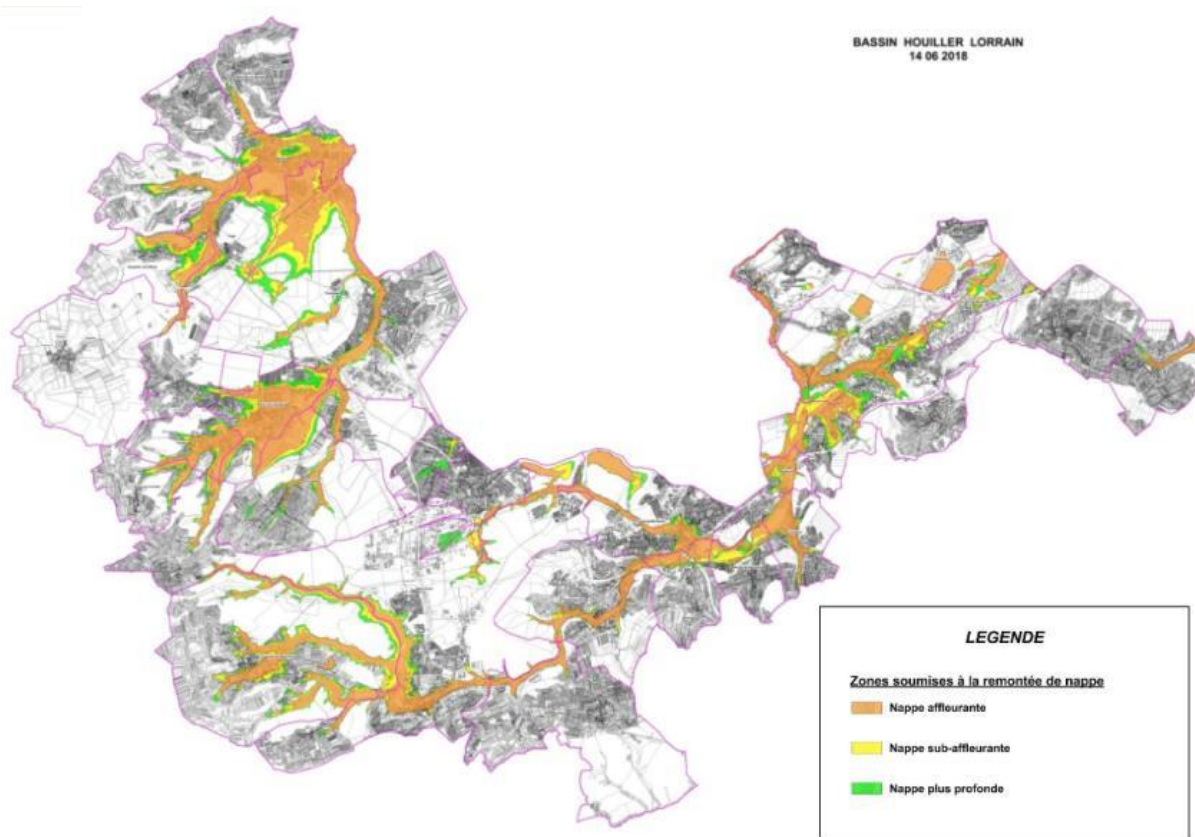 BASSIN HOUILLER LORRAIN
14 06 2018
LEGENDE
Zones soumises à la remontée de nappe
Nappe affleurante
Nappe sub-affleurante
Nappe plus profonde